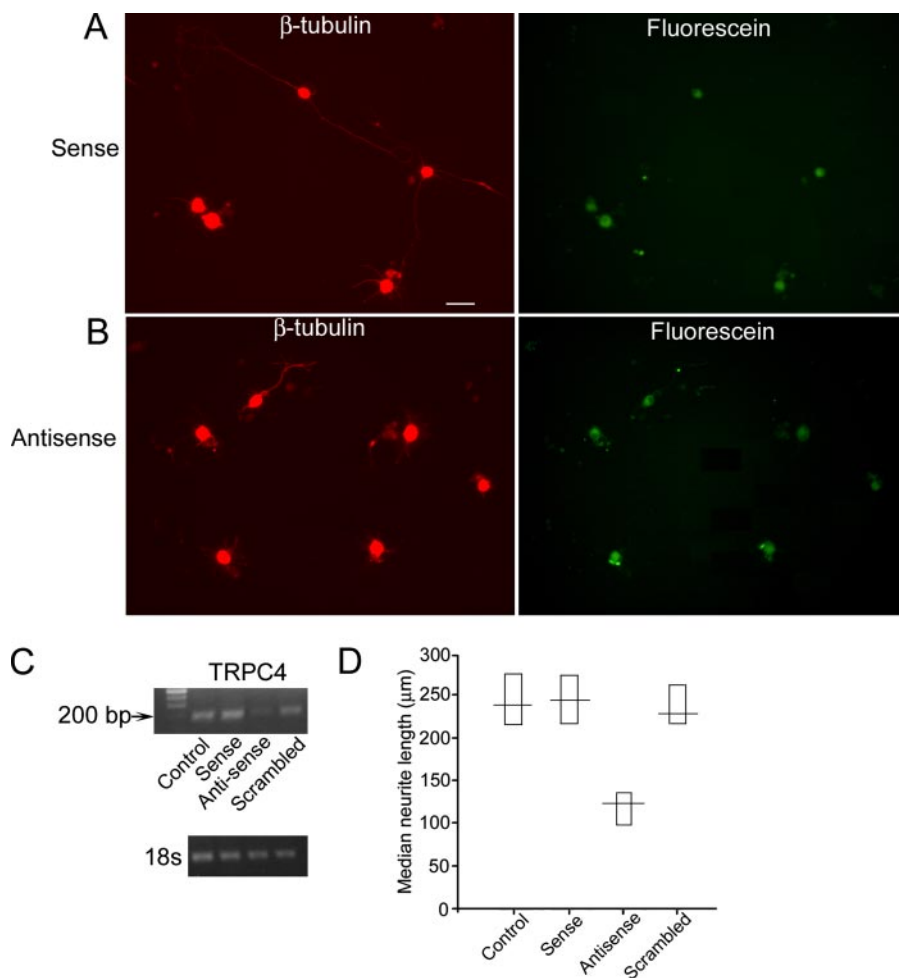 A
β-tubulin
Fluorescein
Sense
B
β-tubulin
Fluorescein
Antisense
C
TRPC4
200 bp
Control
Sense
Anti-sense
Scrambled
18s
D
Median neurite length (μm)
300
250
200
150
100
50
0
Control
Sense
Antisense
Scrambled